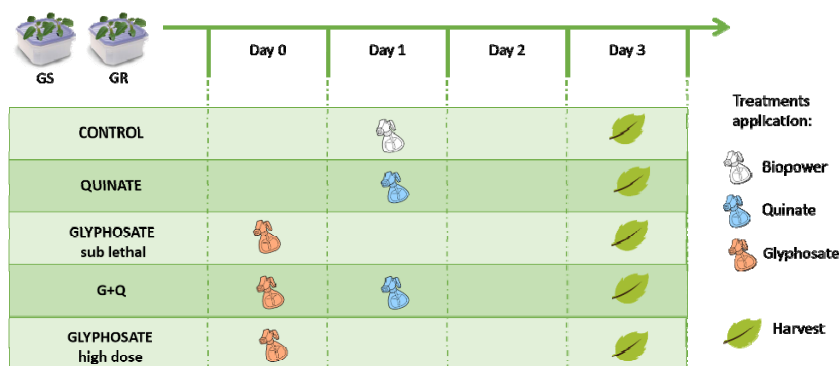 Day 0
Day 1
Day 2
Day 3
GS
GR
CONTROL
QUINATE
GLYPHOSATE
sub lethal
G+Q
GLYPHOSATE
high dose
Treatments
application:
Biopower
Quinate
Glyphosate
Harvest